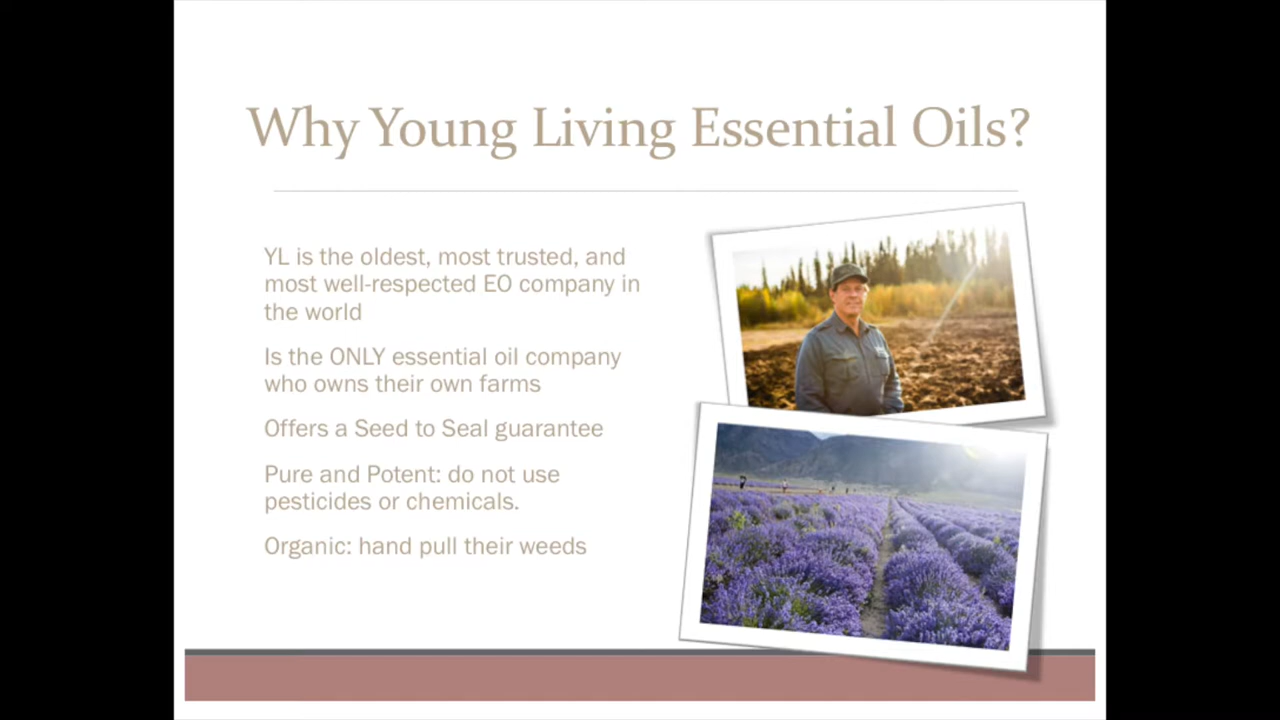 Why Young Living Essential Oils?
YL is the oldest, most trusted, and
most well-respected EO company in
the world
Is the ONLY essential oil company
who owns their own farms
Offers a Seed to Seal guarantee
Pure and Potent: do not use
pesticides or chemicals.
Organic: hand pull their weeds